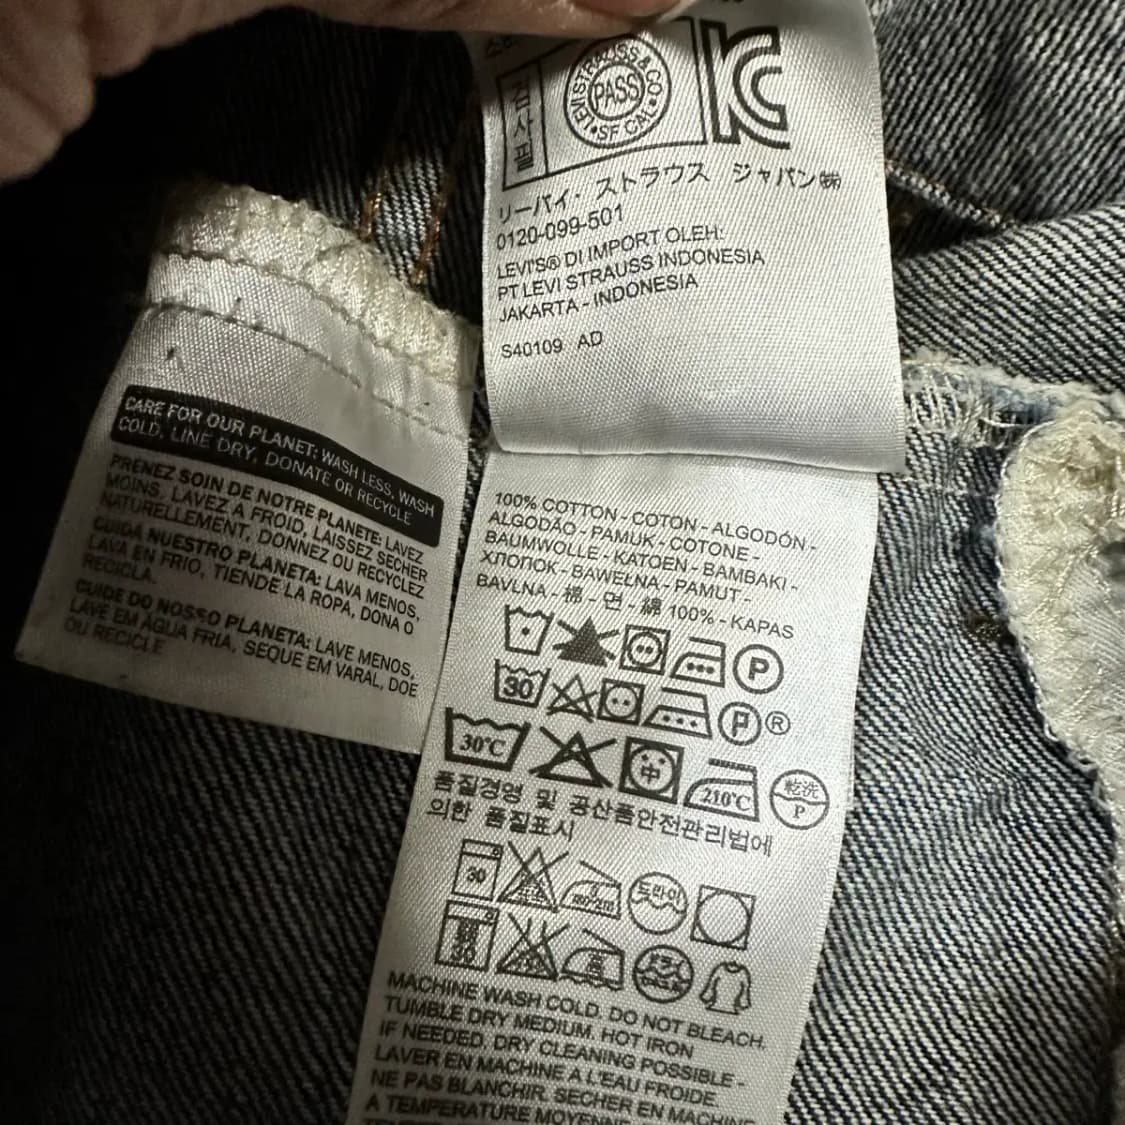 검사필
LEVI STRAUSS & CO
PASS
SF CAL
リーバイ・ストラウス ジャパン㈱
0120-099-501
LEVI'S® DI IMPORT OLEH:
PT LEVI STRAUSS INDONESIA
JAKARTA - INDONESIA
S40109 AD
CARE FOR OUR PLANET: WASH LESS, WASH
COLD, LINE DRY, DONATE OR RECYCLE
PRENEZ SOIN DE NOTRE PLANETE: LAVEZ
MOINS, LAVEZ A FROID, LAISSEZ SECHER
NATURELLEMENT, DONNEZ OU RECYCLEZ
CUIDA NUESTRO PLANETA: LAVA MENOS,
LAVA EN FRIO, TIENDE LA ROPA, DONA O
RECICLA.
CUIDE DO NOSSO PLANETA: LAVE MENOS,
LAVE EM AGUA FRIA, SEQUE EM VARAL, DOE
OU RECICLE
100% COTTON - COTON - ALGODÓN -
ALGODÃO - PAMUK - COTONE -
BAUMWOLLE - KATOEN - BAMBAKI -
ХЛОПОК - BAWEŁNA - PAMUT -
BAVLNA - 棉 - 면 - 綿 100% - KAPAS
P
30 P ®
30℃ 中 210℃ 乾洗 P
품질경영 및 공산품안전관리법에
의한 품질표시
30 드라이
30
MACHINE WASH COLD. DO NOT BLEACH.
TUMBLE DRY MEDIUM. HOT IRON
IF NEEDED. DRY CLEANING POSSIBLE -
LAVER EN MACHINE A L'EAU FROIDE.
NE PAS BLANCHIR. SECHER EN MACHINE
A TEMPERATURE MOYENNE.